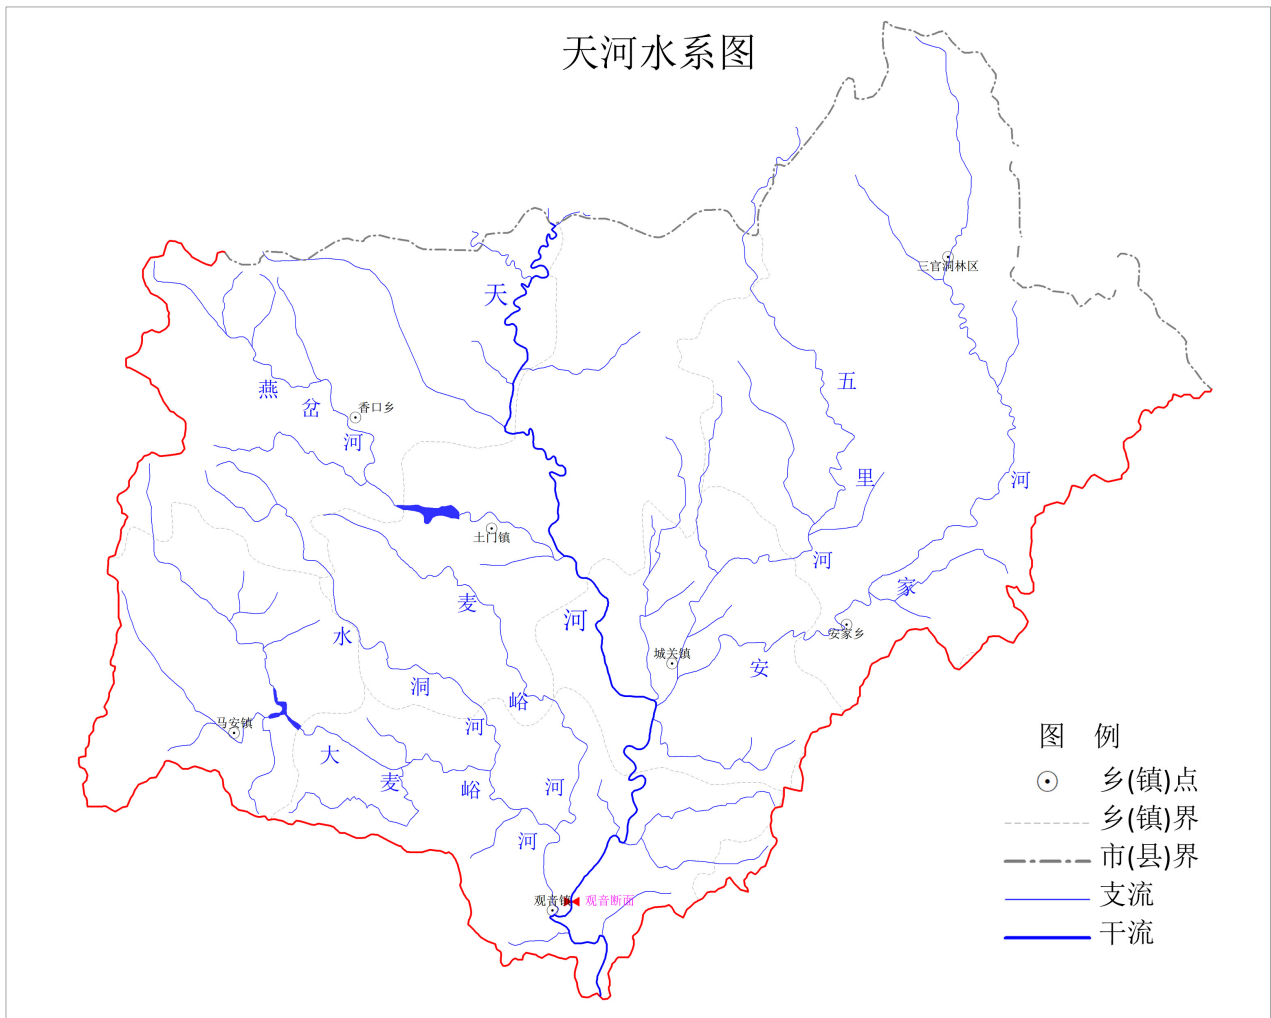 天河水系图
三官洞林区
天
五
燕
岔
香口乡
河
里
河
土门镇
河
家
麦
河
水
安家乡
城关镇
安
洞
峪
河
马安镇
大
麦
峪
河
河
观音镇
观音断面
图 例
乡(镇)点
乡(镇)界
市(县)界
支流
干流